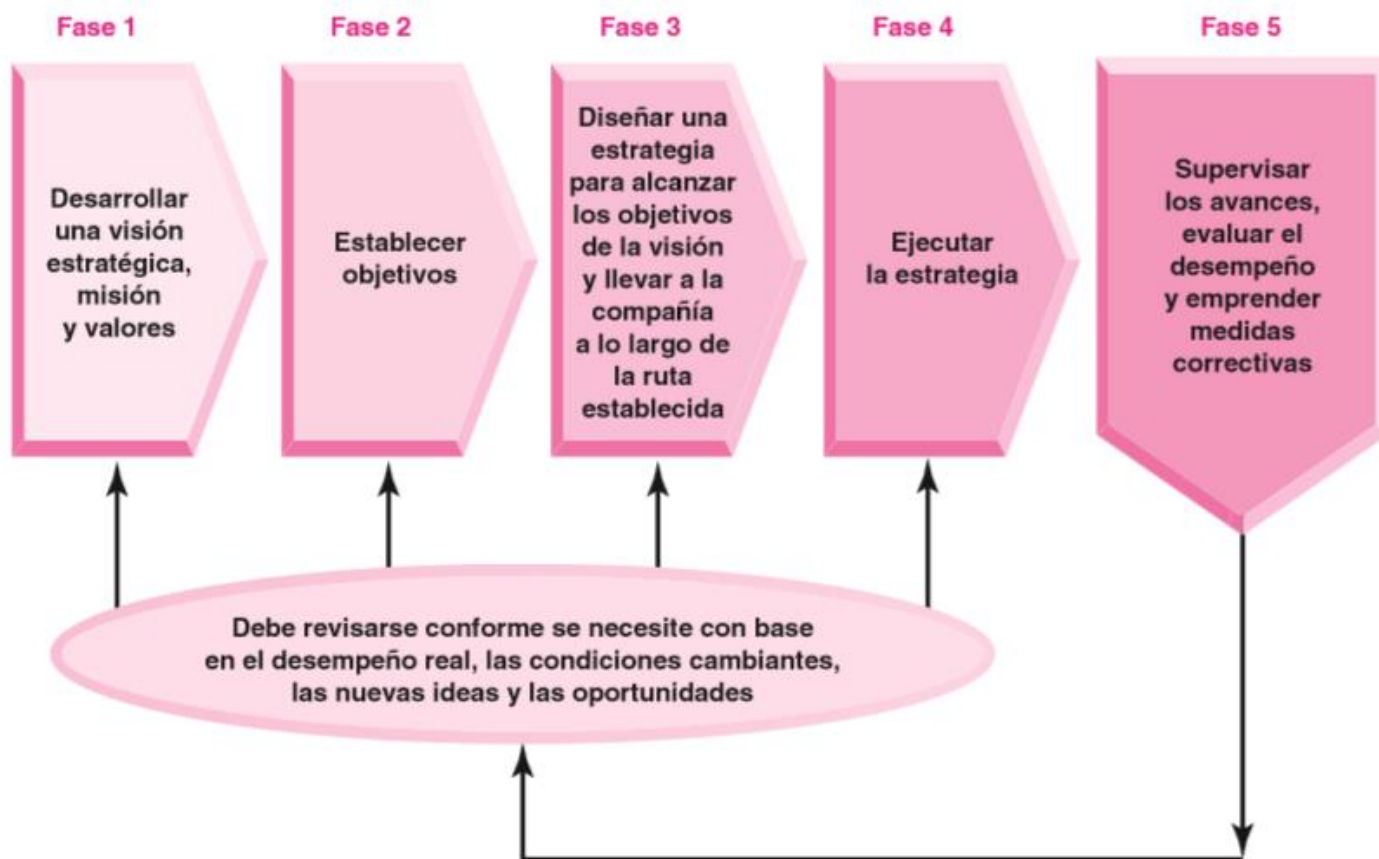 Fase 1
Desarrollar
una visión
estratégica,
misión
y valores
Fase 2
Establecer
objetivos
Fase 3
Diseñar una
estrategia
para alcanzar
los objetivos
de la visión
y llevar a la
compañía
a lo largo de
la ruta
establecida
Fase 4
Ejecutar
la estrategia
Fase 5
Supervisar
los avances,
evaluar el
desempeño
y emprender
medidas
correctivas
Debe revisarse conforme se necesite con base
en el desempeño real, las condiciones cambiantes,
las nuevas ideas y las oportunidades